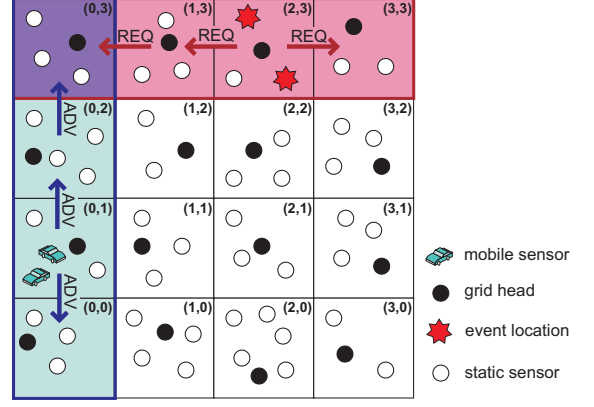 (0,3) (1,3) (2,3) (3,3)
REQ REQ REQ
ADV
(0,2) (1,2) (2,2) (3,2)
ADV
(0,1) (1,1) (2,1) (3,1)
mobile sensor
ADV
grid head
(0,0) (1,0) (2,0) (3,0)
event location
static sensor